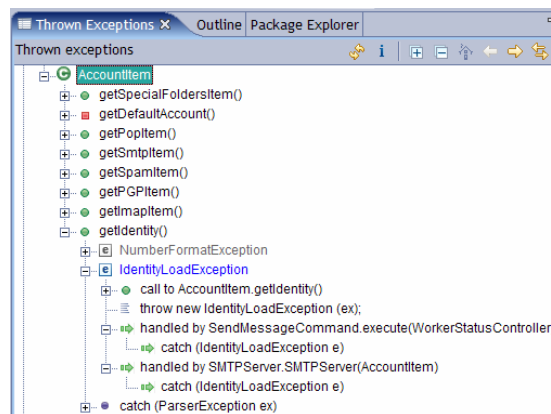 Thrown Exceptions Outline Package Explorer
Thrown exceptions
AccountItem
getSpecialFoldersItem()
getDefaultAccount()
getPopItem()
getSmtpItem()
getSpamItem()
getPGPItem()
getImapItem()
getIdentity()
NumberFormatException
IdentityLoadException
call to AccountItem.getIdentity()
throw new IdentityLoadException (ex);
handled by SendMessageCommand.execute(WorkerStatusController
catch (IdentityLoadException e)
handled by SMTPServer.SMTPServer(AccountItem)
catch (IdentityLoadException e)
catch (ParserException ex)